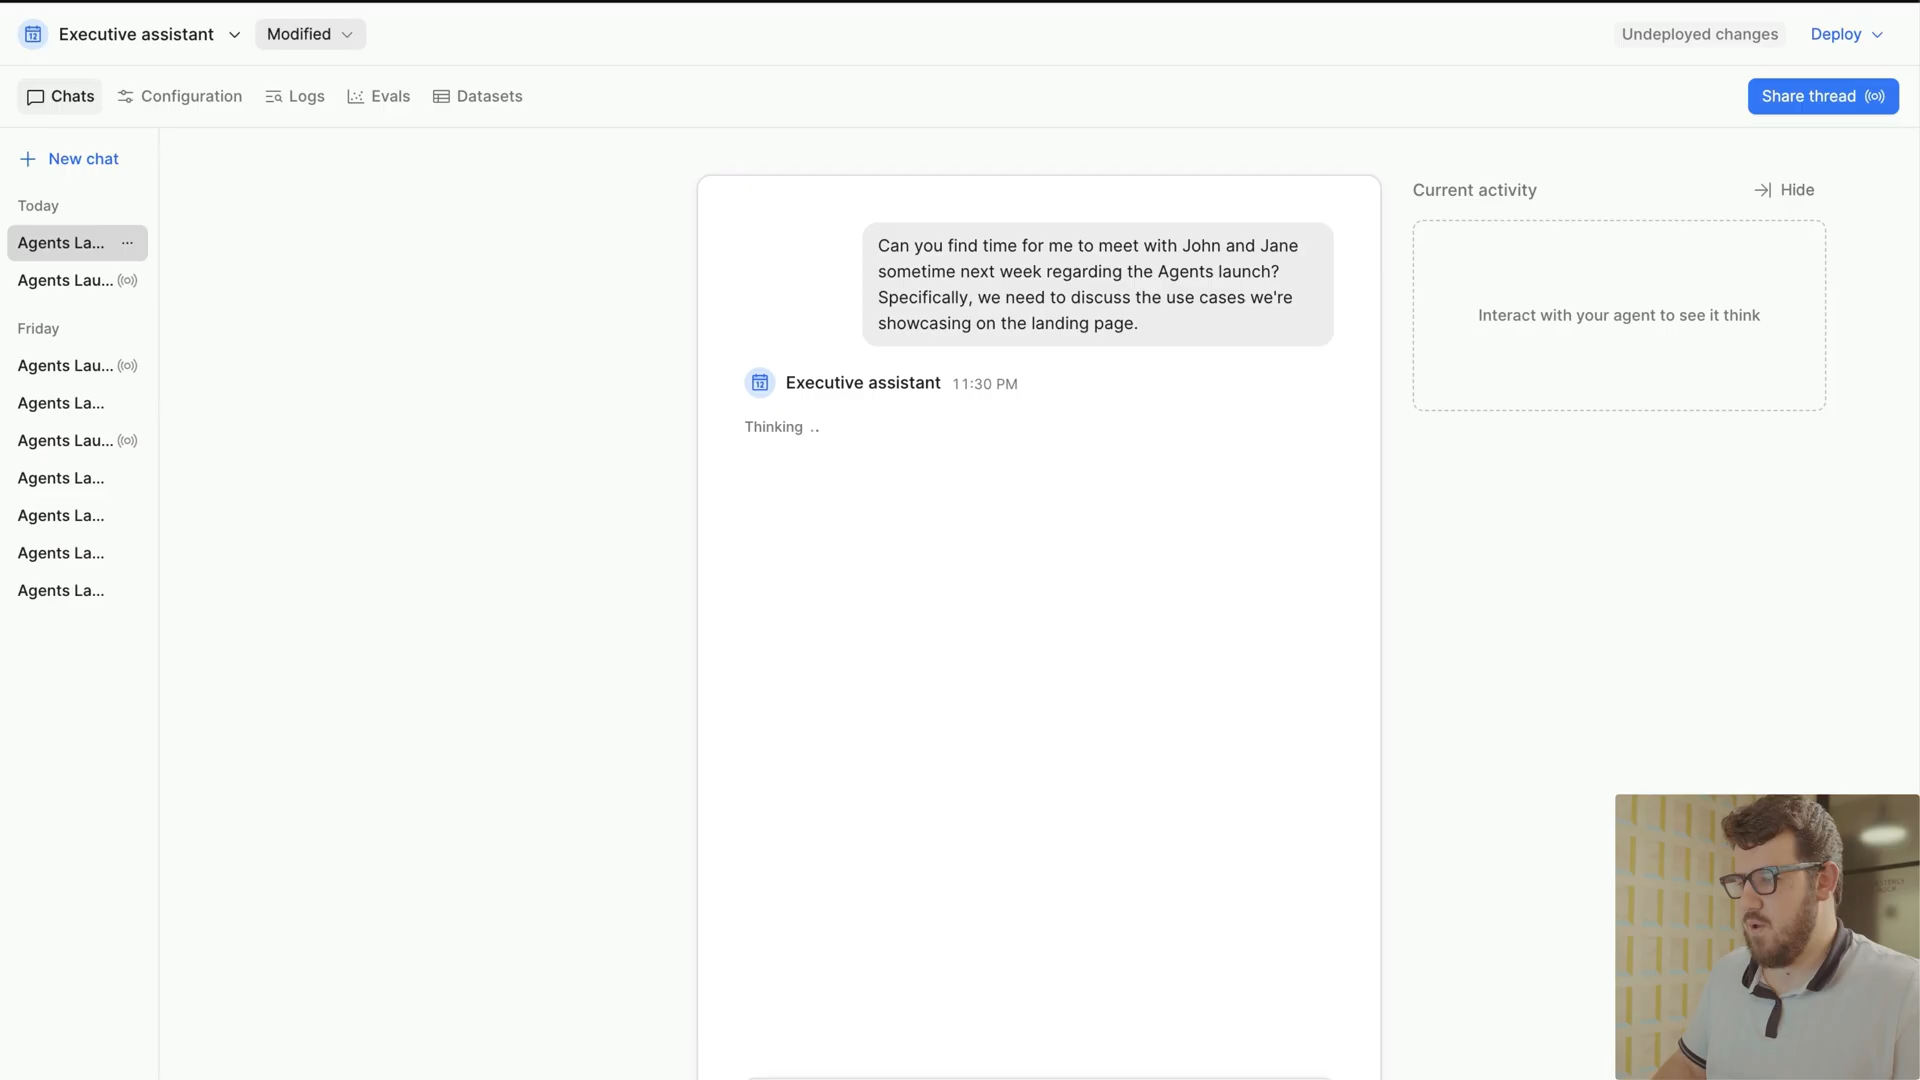 12 Executive assistant
Modified
Undeployed changes
Deploy
Chats
Configuration
Logs
Evals
Datasets
Share thread
New chat
Today
Agents La... ...
Agents Lau...
Friday
Agents Lau...
Agents La...
Agents Lau...
Agents La...
Agents La...
Agents La...
Agents La...
Can you find time for me to meet with John and Jane
sometime next week regarding the Agents launch?
Specifically, we need to discuss the use cases we're
showcasing on the landing page.
12 Executive assistant 11:30 PM
Thinking ..
Current activity
Hide
Interact with your agent to see it think